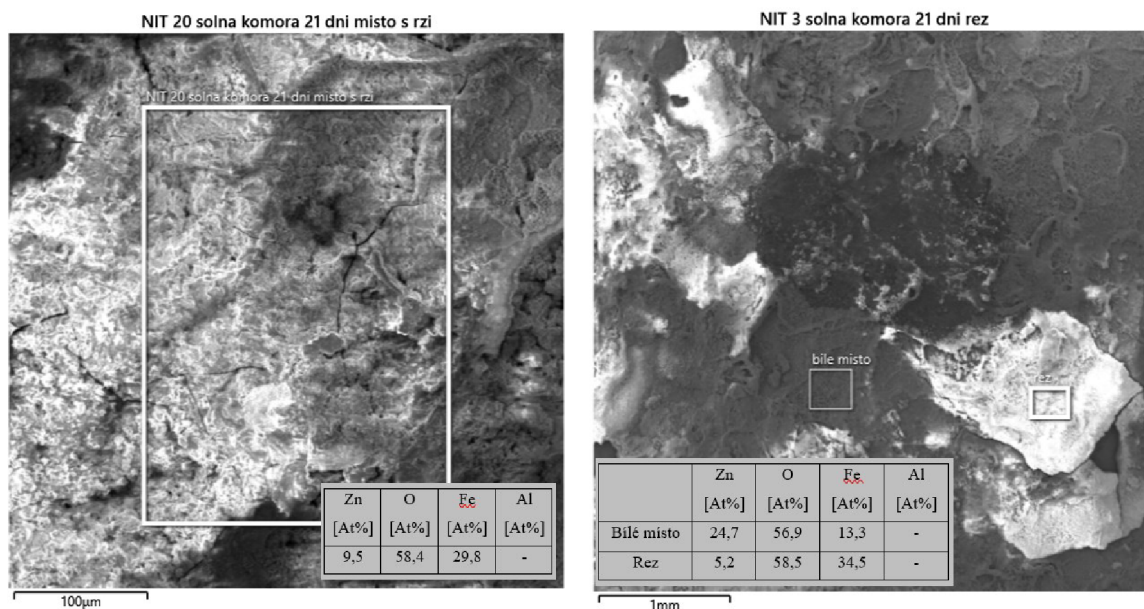 NIT 20 solna komora 21 dni misto s rzi
NIT 20 solna komora 21 dni misto s rzi
Zn O Fe Al
[At%] [At%] [At%] [At%]
9,5 58,4 29,8 -
100μm
NIT 3 solna komora 21 dni rez
bíle místo
rez
Zn O Fe Al
[At%] [At%] [At%] [At%]
Bílé místo 24,7 56,9 13,3 -
Rez 5,2 58,5 34,5 -
1mm